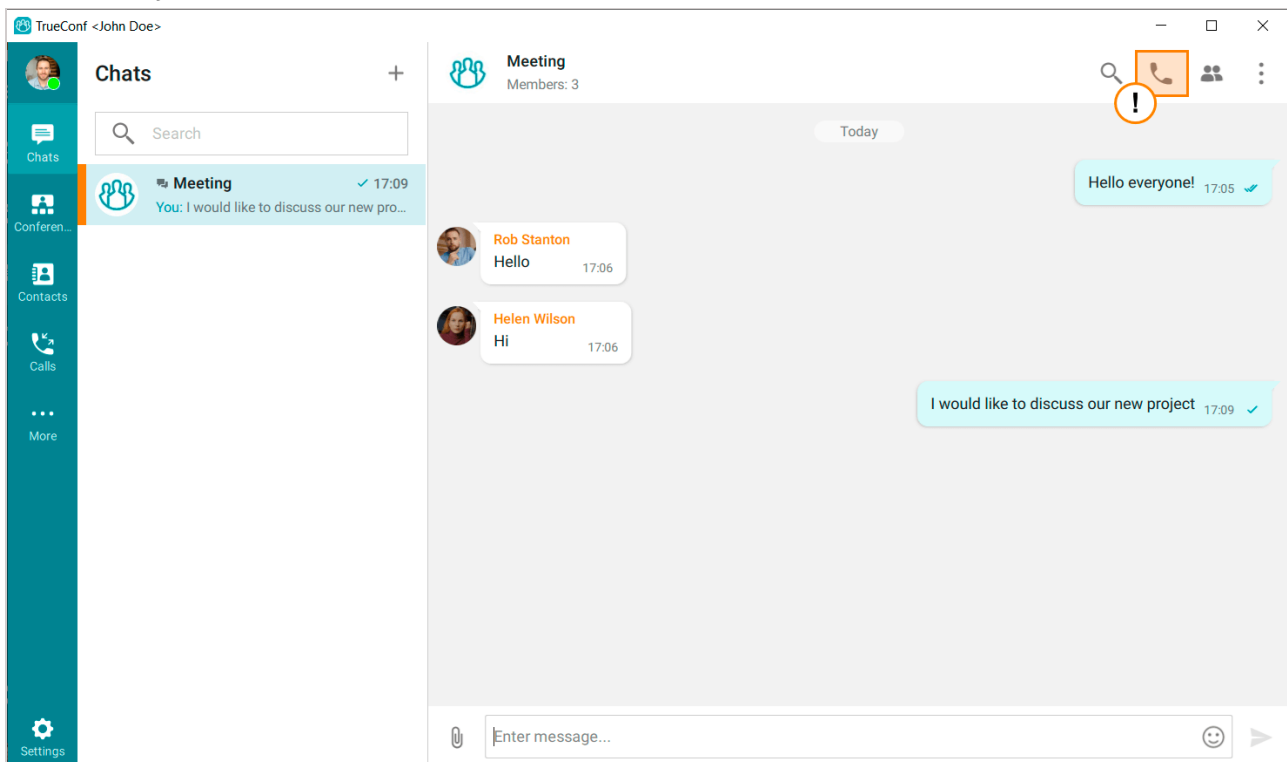 TrueConf <John Doe>
Chats
Conferen...
Contacts
Calls
More
Settings
Chats
Search
Meeting 17:09
You: I would like to discuss our new pro...
Meeting
Members: 3
!
Today
Hello everyone! 17:05
Rob Stanton
Hello 17:06
Helen Wilson
Hi 17:06
I would like to discuss our new project 17:09
Enter message...